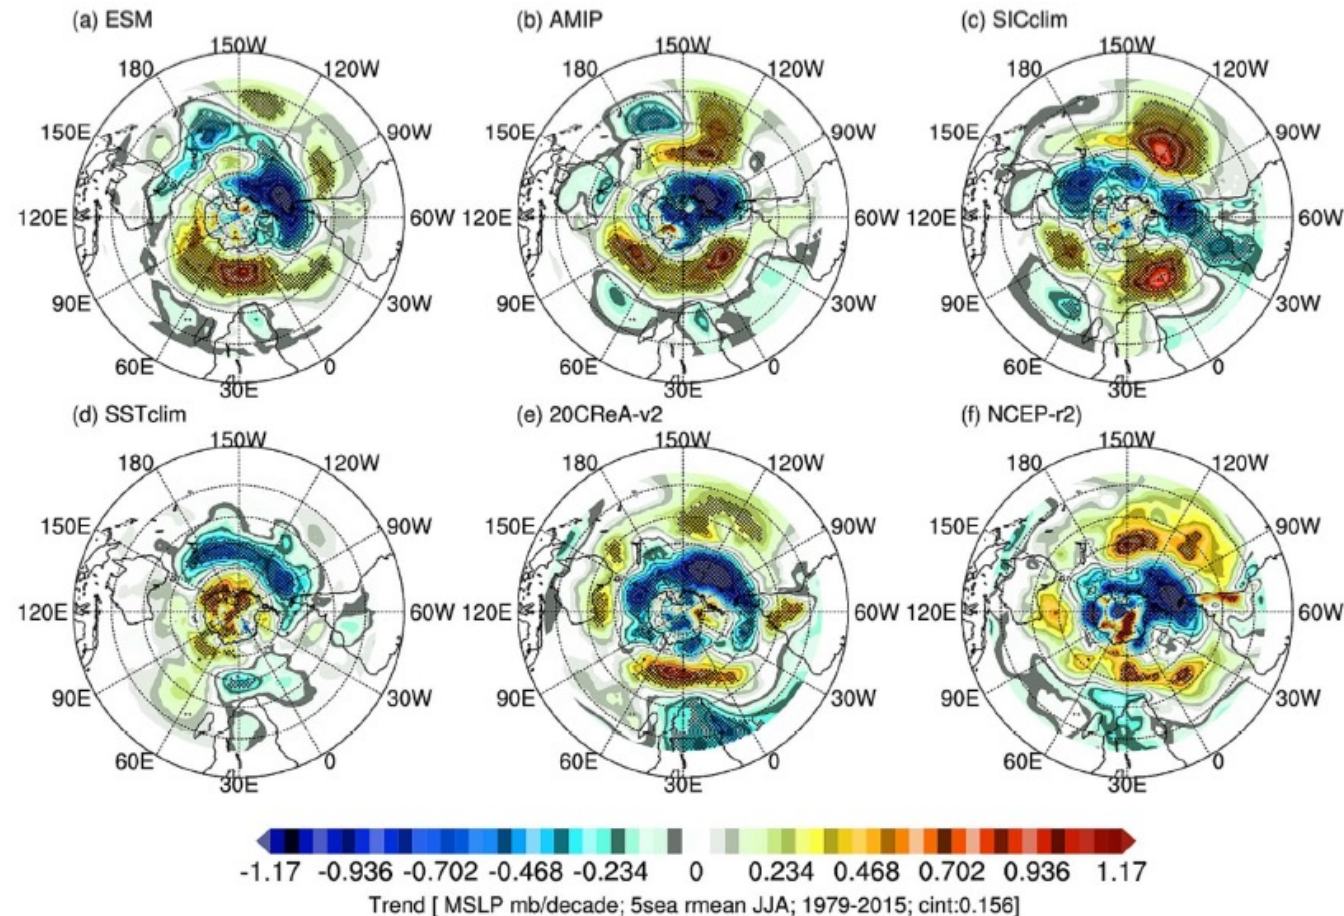 (a) ESM (b) AMIP (c) SICclim
150W 150W 150W
180 120W 180 120W 180 120W
150E 90W 150E 90W 150E 90W
120E 60W 120E 60W 120E 60W
90E 30W 90E 30W 90E 30W
60E 0 60E 0 60E 0
30E 30E 30E
(d) SSTclim (e) 20CReA-v2 (f) NCEP-r2)
150W 150W 150W
180 120W 180 120W 180 120W
150E 90W 150E 90W 150E 90W
120E 60W 120E 60W 120E 60W
90E 30W 90E 30W 90E 30W
60E 0 60E 0 60E 0
30E 30E 30E
-1.17 -0.936 -0.702 -0.468 -0.234 0 0.234 0.468 0.702 0.936 1.17
Trend [ MSLP mb/decade; 5sea rmean JJA; 1979-2015; cint:0.156]